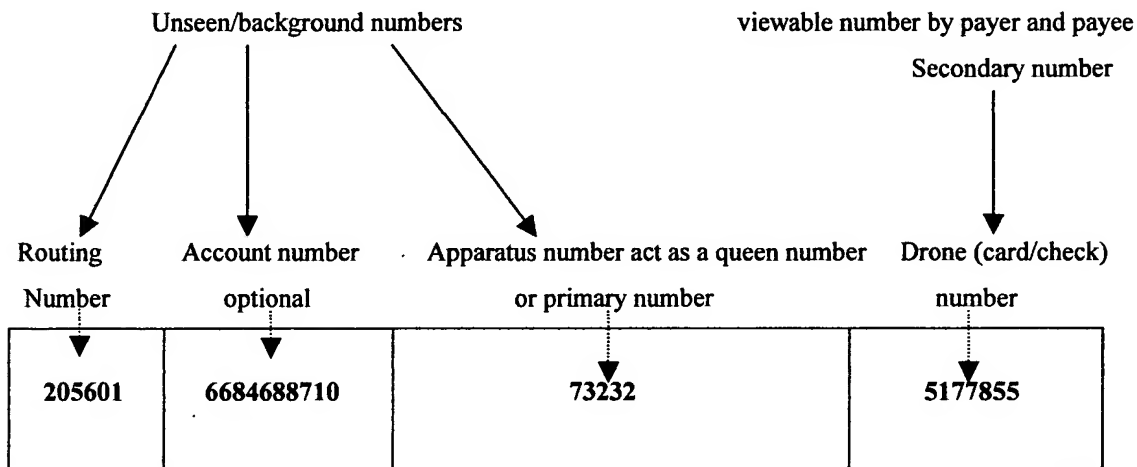 Unseen/background numbers viewable number by payer and payee
Secondary number
Routing Account number Apparatus number act as a queen number Drone (card/check)
Number optional or primary number number
205601 6684688710 73232 5177855